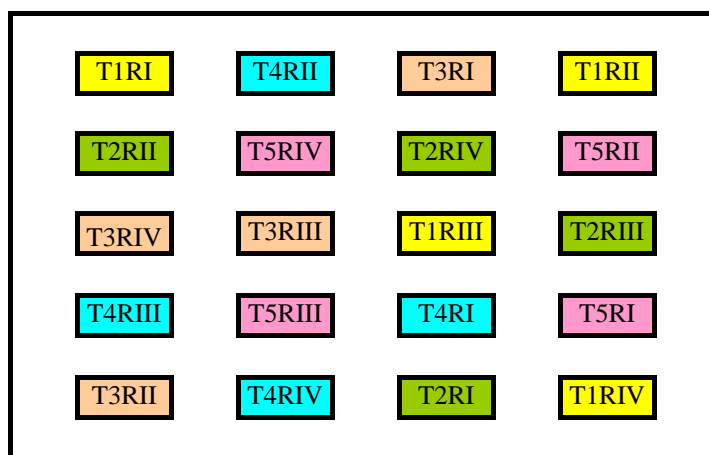 T1RI T4RII T3RI T1RII
T2RII T5RIV T2RIV T5RII
T3RIV T3RIII T1RIII T2RIII
T4RIII T5RIII T4RI T5RI
T3RII T4RIV T2RI T1RIV